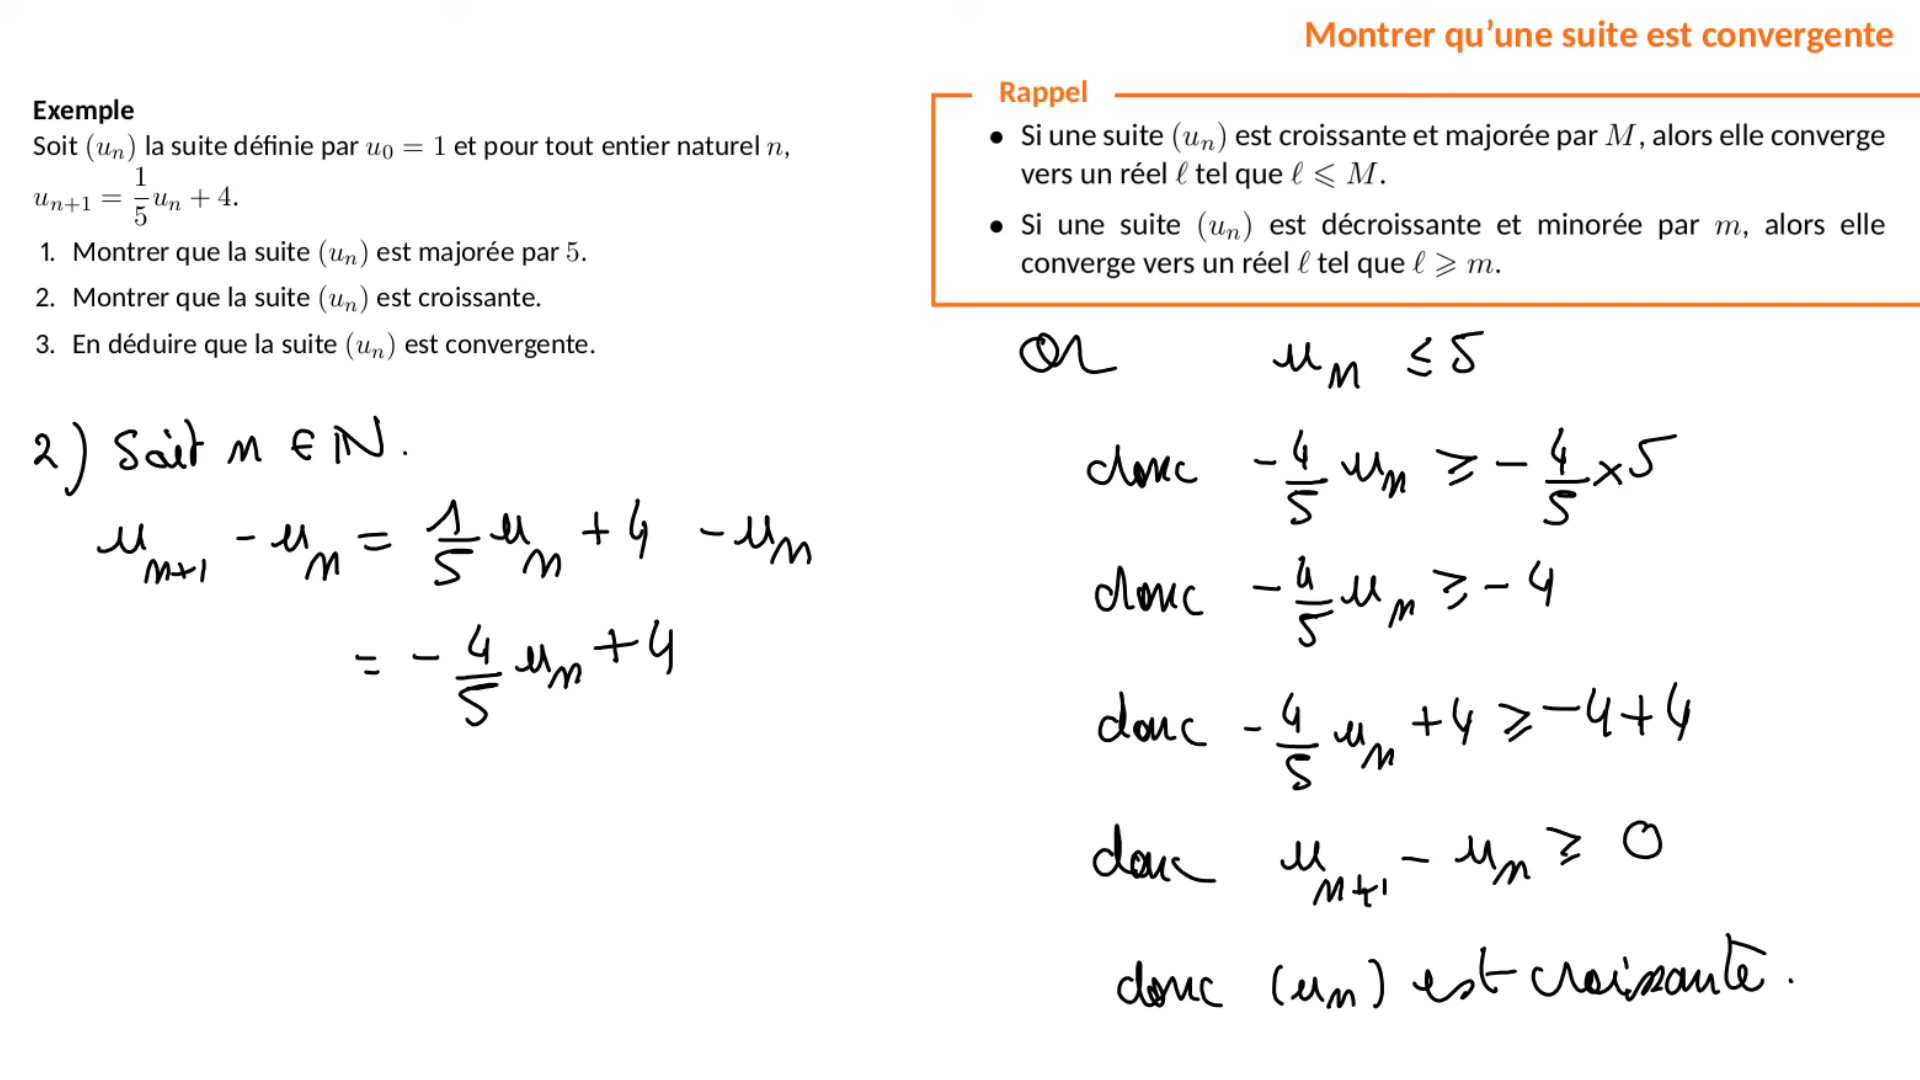 Montrer qu’une suite est convergente
Exemple
Soit (uₙ) la suite définie par u₀ = 1 et pour tout entier naturel n,
uₙ₊₁ = 1/5 uₙ + 4.
1. Montrer que la suite (uₙ) est majorée par 5.
2. Montrer que la suite (uₙ) est croissante.
3. En déduire que la suite (uₙ) est convergente.
2) Soit n ∈ ℕ.
uₙ₊₁ - uₙ = 1/5 uₙ + 4 - uₙ
= - 4/5 uₙ + 4
Rappel
• Si une suite (uₙ) est croissante et majorée par M, alors elle converge
vers un réel ℓ tel que ℓ ⩽ M.
• Si une suite (uₙ) est décroissante et minorée par m, alors elle
converge vers un réel ℓ tel que ℓ ⩾ m.
or uₙ ≤ 5
donc - 4/5 uₙ ≥ - 4/5 × 5
donc - 4/5 uₙ ≥ - 4
donc - 4/5 uₙ + 4 ≥ -4 + 4
donc uₙ₊₁ - uₙ ≥ 0
donc (uₙ) est croissante.